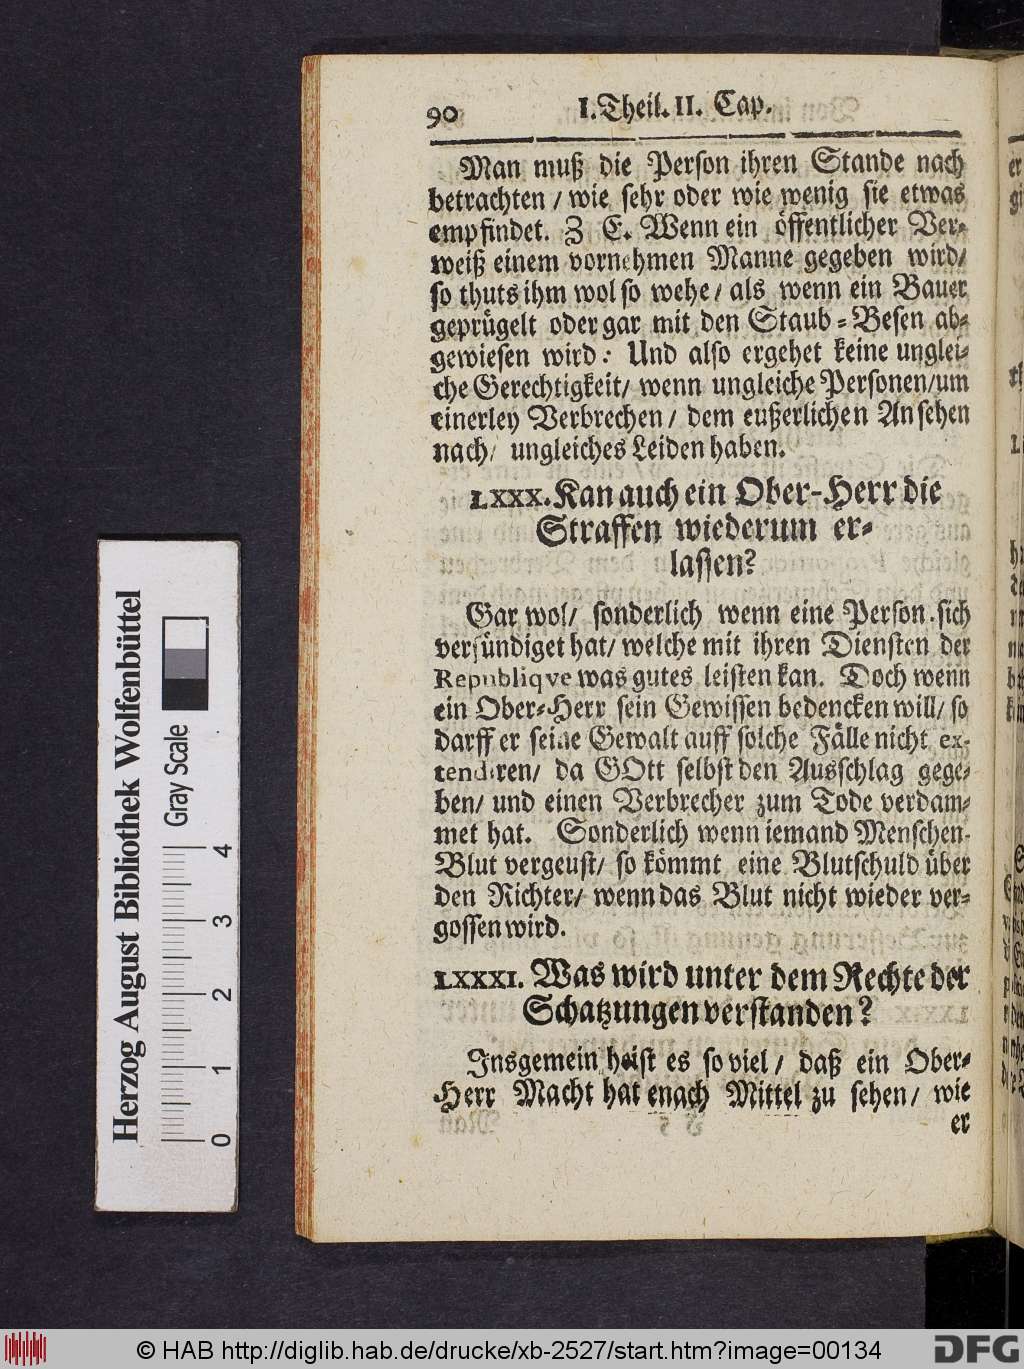 90 I. Theil. II. Cap.
Man muß die Person ihren Stande nach
betrachten / wie sehr oder wie wenig sie etwas
empfindet. Z E. Wenn ein öffentlicher Ver-
weiß einem vornehmen Manne gegeben wird/
so thuts ihm wol so wehe / als wenn ein Bauer
geprügelt oder gar mit den Staub-Besen ab-
gewiesen wird: Und also ergehet keine unglei-
che Gerechtigkeit/ wenn ungleiche Personen/um
einerley Verbrechen / dem eußerlichen Ansehen
nach/ ungleiches Leiden haben.
LXXX. Kan auch ein Ober-Herr die
Straffen wiederum er-
lassen?
Gar wol/ sonderlich wenn eine Person sich
versündiget hat/ welche mit ihren Diensten der
Republiqve was gutes leisten kan. Doch wenn
ein Ober-Herr sein Gewissen bedencken will/ so
darff er seine Gewalt auff solche Fälle nicht ex-
tendiren/ da GOtt selbst den Ausschlag gege-
ben/ und einen Verbrecher zum Tode verdam-
met hat. Sonderlich wenn iemand Menschen-
Blut vergeust/ so kömmt eine Blutschuld über
den Richter/ wenn das Blut nicht wieder ver-
gossen wird.
LXXXI. Was wird unter dem Rechte der
Schatzungen verstanden?
Insgemein heist es so viel / daß ein Ober-
Herr Macht hat enach Mittel zu sehen / wie
er
Herzog August Bibliothek Wolfenbüttel
Gray Scale
0 1 2 3 4
© HAB http://diglib.hab.de/drucke/xb-2527/start.htm?image=00134
DFG